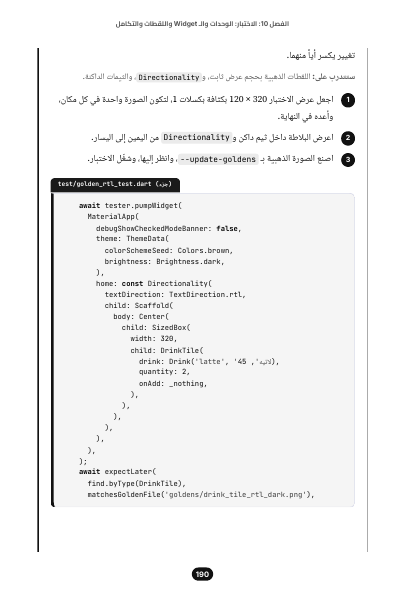 الفصل 10: الاختبار: الوحدات والـ Widget واللقطات والتكامل
تغيير يكسر أياً منهما.
ستتدرب على: اللقطات الذهبية بحجم عرض ثابت، و Directionality، والثيمات الداكنة.
1 اجعل عرض الاختبار 320 × 120 بكثافة بكسلات 1، لتكون الصورة واحدة في كل مكان،
وأعده في النهاية.
2 اعرض البلاطة داخل ثيم داكن و Directionality من اليمين إلى اليسار.
3 اصنع الصورة الذهبية بـ --update-goldens، وانظر إليها، وشغّل الاختبار.
test/golden_rtl_test.dart (جزء)
await tester.pumpWidget(
MaterialApp(
debugShowCheckedModeBanner: false,
theme: ThemeData(
colorSchemeSeed: Colors.brown,
brightness: Brightness.dark,
),
home: const Directionality(
textDirection: TextDirection.rtl,
child: Scaffold(
body: Center(
child: SizedBox(
width: 320,
child: DrinkTile(
drink: Drink('latte', 'لاتيه', 45),
quantity: 2,
onAdd: _nothing,
),
),
),
),
),
),
);
await expectLater(
find.byType(DrinkTile),
matchesGoldenFile('goldens/drink_tile_rtl_dark.png'),
190